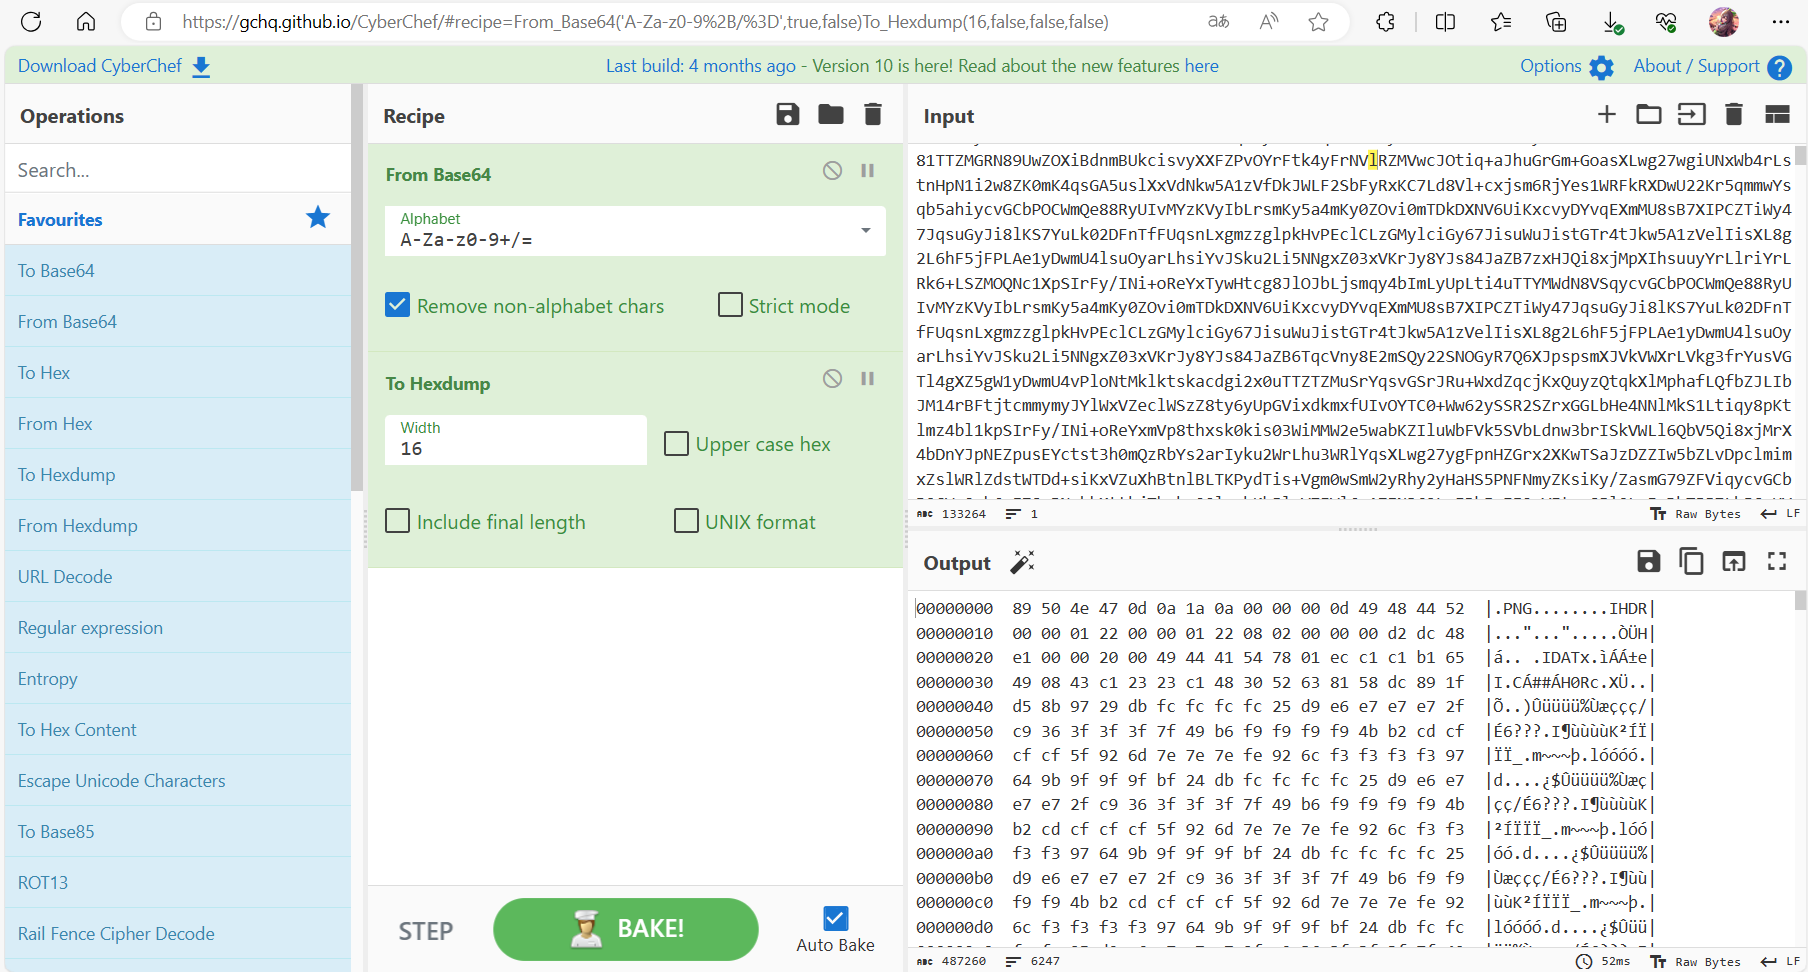 https://gchq.github.io/CyberChef/#recipe=From_Base64('A-Za-z0-9%2B/%3D',true,false)To_Hexdump(16,false,false,false)
Download CyberChef
Last build: 4 months ago - Version 10 is here! Read about the new features here
Options
About / Support
Operations
Search...
Favourites
To Base64
From Base64
To Hex
From Hex
To Hexdump
From Hexdump
URL Decode
Regular expression
Entropy
To Hex Content
Escape Unicode Characters
To Base85
ROT13
Rail Fence Cipher Decode
Recipe
From Base64
Alphabet
A-Za-z0-9+/=
Remove non-alphabet chars
Strict mode
To Hexdump
Width
16
Upper case hex
Include final length
UNIX format
STEP
BAKE!
Auto Bake
Input
81TTZMGRN89UwZOXiBdnmBUkcisvyXXFZPvOYrFtk4yFrNVlRZMVwcJOtiq+aJhuGrGm+GoasXLwg27wgiUNxWb4rLs
tnHpN1i2w8ZK0mK4qsGA5uslXxVdNkw5A1zVfDkJWLF2SbFyRxKC7Ld8Vl+cxjsm6RjYes1WRFkRXDwU22Kr5qmmwYs
qb5ahiycvGCbPOCWmQe88RyUIvMYzKVyIbLrsmKy5a4mKy0ZOvi0mTDkDXNV6UiKxcvyDYvqEXmMU8sB7XIPCZTiWy4
7JqsuGyJi8lKS7YuLk02DFnTfFUqsnLxgmzzglpkHvPEclCLzGMylciGy67JisuWuJistGTr4tJkw5A1zVelIisXL8g
2L6hF5jFPLAe1yDwmU4lsuOyarLhsiYvJSku2Li5NNgxZ03xVKrJy8YJs84JaZB7zxHJQi8xjMpXIhsuuyYrLlriYrL
Rk6+LSZMOQNc1XpSIrFy/INi+oReYxTywHtcg8JlOJbLjsmqy4bImLyUpLti4uTTYMWdN8VSqycvGCbPOCWmQe88RyU
IvMYzKVyIbLrsmKy5a4mKy0ZOvi0mTDkDXNV6UiKxcvyDYvqEXmMU8sB7XIPCZTiWy47JqsuGyJi8lKS7YuLk02DFnT
fFUqsnLxgmzzglpkHvPEclCLzGMylciGy67JisuWuJistGTr4tJkw5A1zVelIisXL8g2L6hF5jFPLAe1yDwmU4lsuOy
arLhsiYvJSku2Li5NNgxZ03xVKrJy8YJs84JaZB6TqcVny8E2mSQy22SNOGyR7Q6XJpspsmXJVkVWXrLVkg3frYusVG
Tl4gXZ5gW1yDwmU4vPloNtMklktskacdgi2x0uTTZTZMuSrYqsvGSrJRu+WxdZqcjKxQuyzQtqkXlMphafLQfbZJLIb
JM14rBFtjtcmmymyJYlWxVZeclWSzZ8ty6yUpGVixdkmxfUIvOYTC0+Ww62ySSR2SZrxGGLbHe4NNlMkS1Ltiqy8pKt
lmz4bl1kpSIrFy/INi+oReYxmVp8thxsk0kis03WiMMW2e5wabKZIluWbFVk5SVbLdnw3brISkVWLl6QbV5Qi8xjMrX
4bDnYJpNEZpusEYctst3h0mQzRbYs2arIyku2WrLhu3WRlYqsXLwg27ygFpnHZGrx2XKwTSaJzDZZIw5bZLvDpclmim
xZslWRlZdstWTDd+siKxVZuXhBtnlBLTKPydTis+Vgm0wSmW2yRhy2yHaHS5PNFNmyZKsiKy/ZasmG79ZFViqycvGCb
133264
1
Raw Bytes
LF
Output
00000000 89 50 4e 47 0d 0a 1a 0a 00 00 00 0d 49 48 44 52 |.PNG........IHDR|
00000010 00 00 01 22 00 00 01 22 08 02 00 00 00 d2 dc 48 |..."...".....ÒÜH|
00000020 e1 00 00 20 00 49 44 41 54 78 01 ec c1 c1 b1 65 |á.. .IDATx.ìÁÁ±e|
00000030 49 08 43 c1 23 23 c1 48 30 52 63 81 58 dc 89 1f |I.CÁ##ÁH0Rc.XÜ..|
00000040 d5 8b 97 29 db fc fc fc fc 25 d9 e6 e7 e7 e7 2f |Õ..)Ûüüüü%Ùæççç/|
00000050 c9 36 3f 3f 3f 7f 49 b6 f9 f9 f9 f9 4b b2 cd cf |É6???.I¶ùùùùK²ÍÏ|
00000060 cf cf 5f 92 6d 7e 7e 7e fe 92 6c f3 f3 f3 f3 97 |ÏÏ_.m~~~þ.lóóóó.|
00000070 64 9b 9f 9f 9f bf 24 db fc fc fc fc 25 d9 e6 e7 |d....¿$Ûüüüü%Ùæç|
00000080 e7 e7 2f c9 36 3f 3f 3f 7f 49 b6 f9 f9 f9 f9 4b |çç/É6???.I¶ùùùùK|
00000090 b2 cd cf cf cf 5f 92 6d 7e 7e 7e fe 92 6c f3 f3 |²ÍÏÏÏ_.m~~~þ.lóó|
000000a0 f3 f3 97 64 9b 9f 9f 9f bf 24 db fc fc fc fc 25 |óó.d....¿$Ûüüüü%|
000000b0 d9 e6 e7 e7 e7 2f c9 36 3f 3f 3f 7f 49 b6 f9 f9 |Ùæççç/É6???.I¶ùù|
000000c0 f9 f9 4b b2 cd cf cf cf 5f 92 6d 7e 7e 7e fe 92 |ùùK²ÍÏÏÏ_.m~~~þ.|
000000d0 6c f3 f3 f3 f3 97 64 9b 9f 9f 9f bf 24 db fc fc |lóóóó.d....¿$Ûüü|
487260
6247
52ms
Raw Bytes
LF